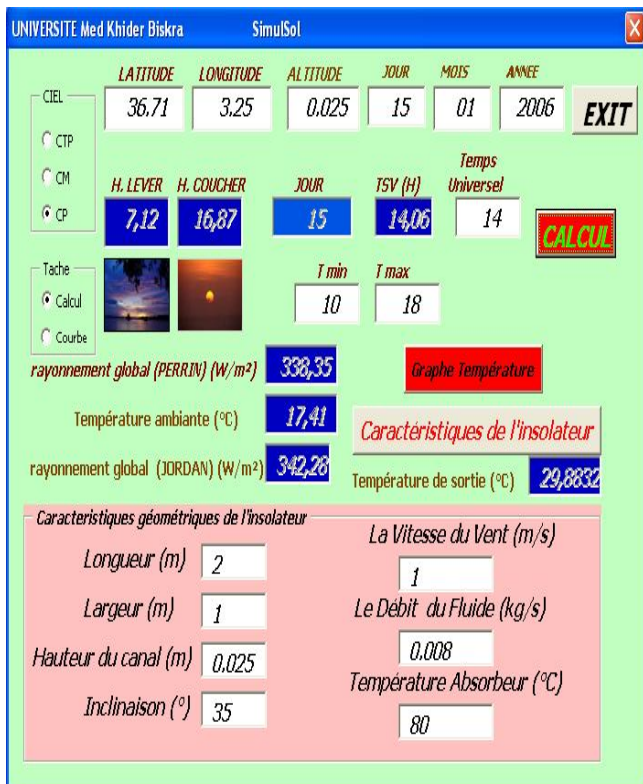 UNIVERSITE Med Khider Biskra SimulSol
LATITUDE LONGITUDE ALTITUDE JOUR MOIS ANNEE
CIEL
36,71 3,25 0,025 15 01 2006 EXIT
CTP
CM
CP
H. LEVER H. COUCHER JOUR TSV (H) Temps Universel
7,12 16,87 15 14,06 14
CALCUL
Tache
Calcul
Courbe
T min T max
10 18
rayonnement global (PERRIN) (W/m²) 338,35 Graphe Température
Température ambiante (°C) 17,41
Caractéristiques de l'insolateur
rayonnement global (JORDAN) (W/m²) 342,28 Température de sortie (°C) 29,8832
Caracteristiques géométriques de l'insolateur
Longueur (m) 2
Largeur (m) 1
Hauteur du canal (m) 0.025
Inclinaison (°) 35
La Vitesse du Vent (m/s)
1
Le Débit du Fluide (kg/s)
0.008
Température Absorbeur (°C)
80